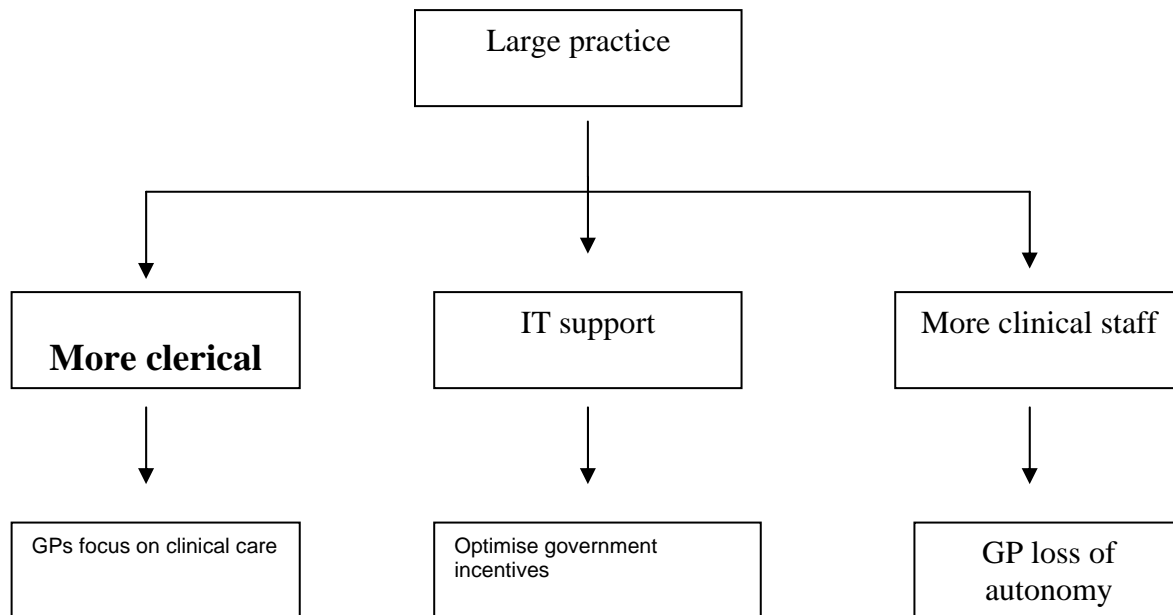 Large practice
More clerical
IT support
More clinical staff
GPs focus on clinical care
Optimise government
incentives
GP loss of
autonomy